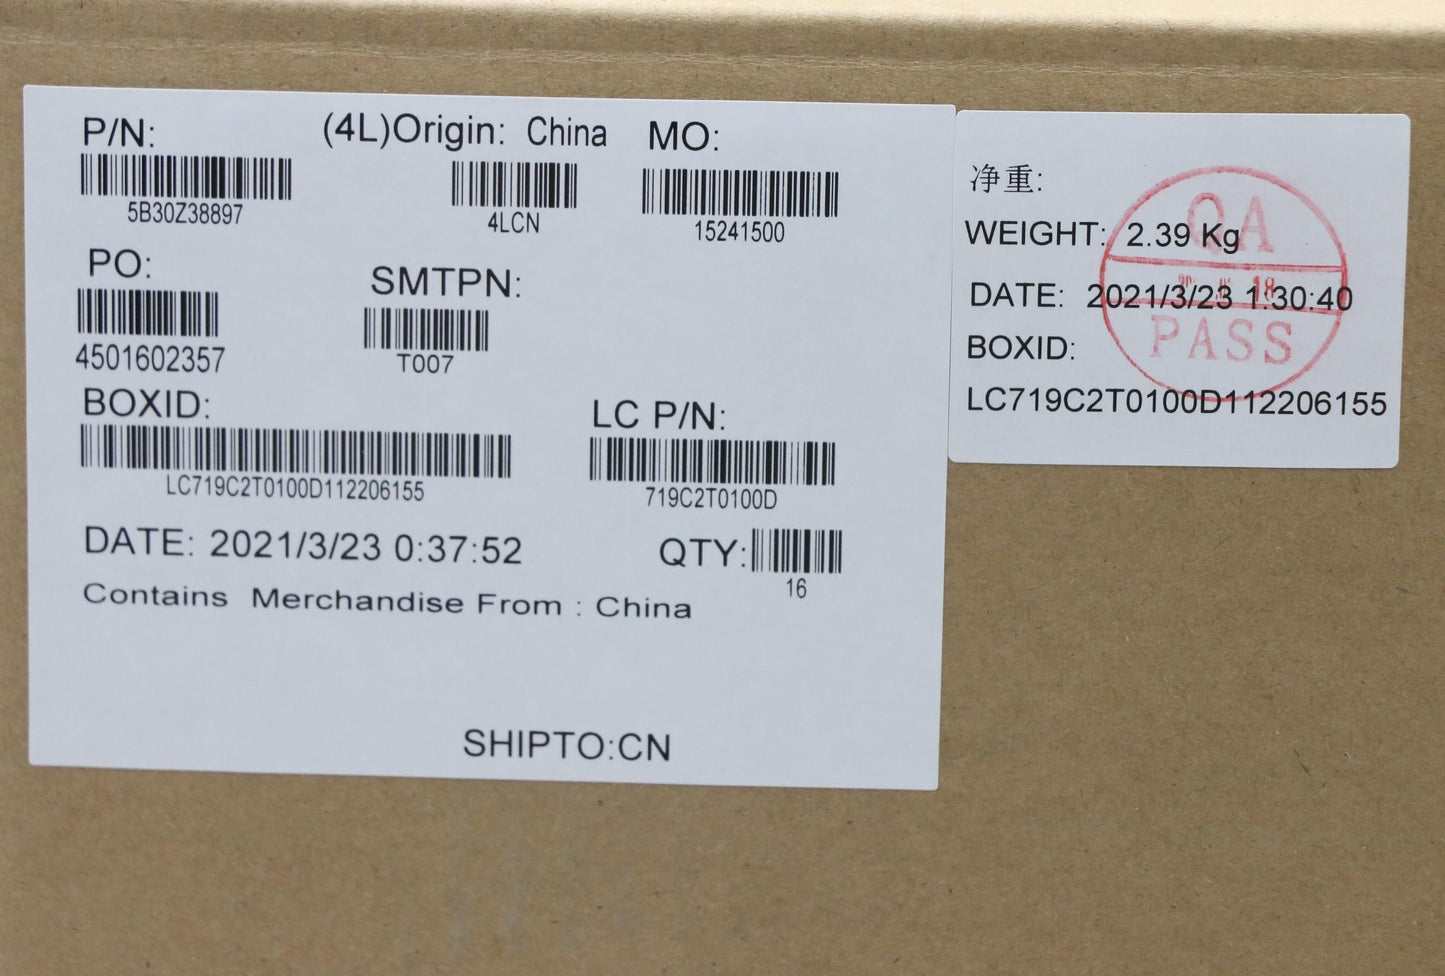 P/N: (4L)Origin: China MO:
5B30Z38897 4LCN 15241500
PO: SMTPN:
4501602357 T007
BOXID: LC P/N:
LC719C2T0100D112206155 719C2T0100D
DATE: 2021/3/23 0:37:52 QTY:
16
Contains Merchandise From : China
SHIPTO:CN
净重:
WEIGHT: 2.39 Kg
DATE: 2021/3/23 1:30:40
BOXID:
LC719C2T0100D112206155
QA
18
PASS